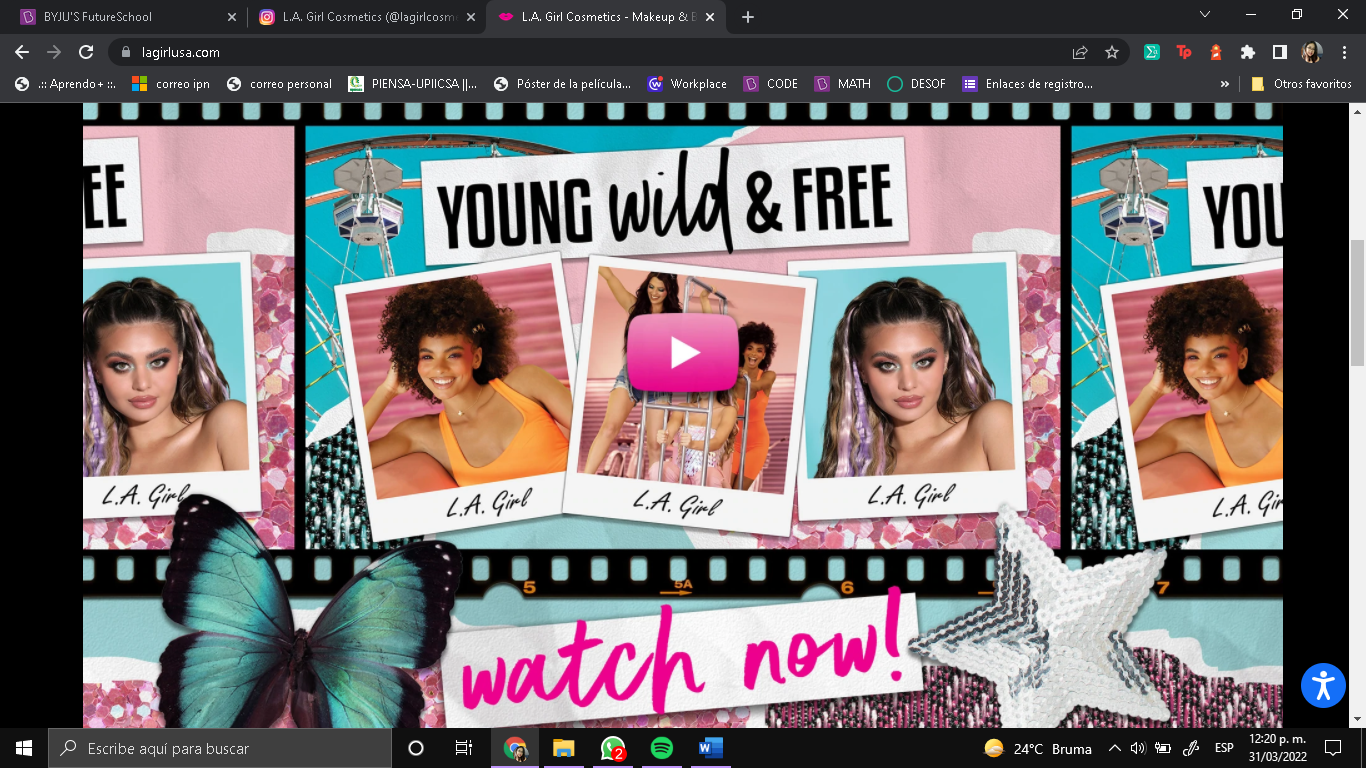 BYJU'S FutureSchool
L.A. Girl Cosmetics (@lagirlcosme
L.A. Girl Cosmetics - Makeup & B
lagirlusa.com
.:: Aprendo+ ::.
correo ipn
correo personal
PIENSA-UPIICSA ||...
Póster de la película...
Workplace
CODE
MATH
DESOF
Enlaces de registro...
»
Otros favoritos
EE
YOUNG wild & FREE
YOU
L.A. Girl
L.A. Girl
L.A. Girl
L.A. Girl
L.A. Gi
5
5A
6
7
watch now!
Escribe aquí para buscar
2
24°C Bruma
ESP
12:20 p. m.
31/03/2022